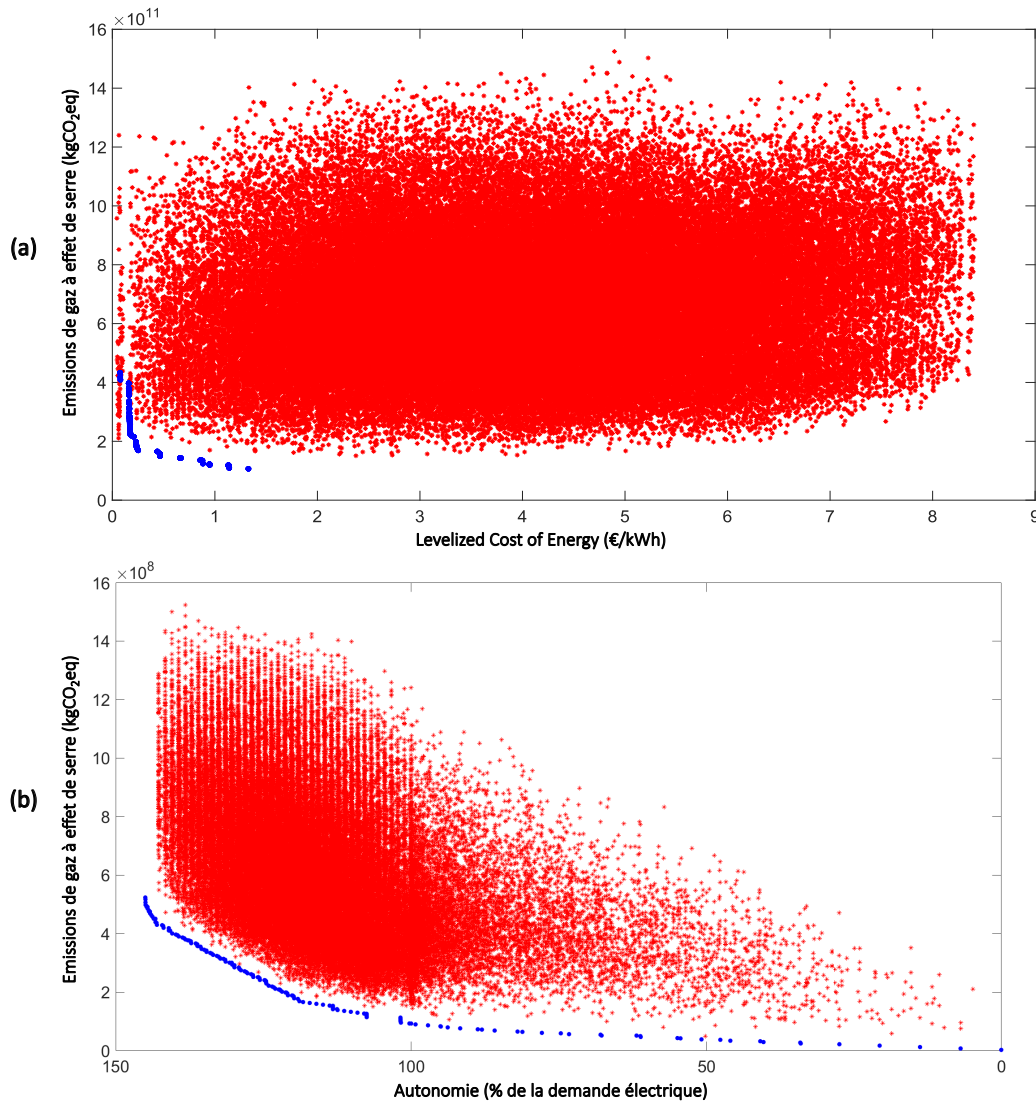 ×10¹¹
16
14
12
10
8
6
4
2
0
Emissions de gaz à effet de serre (kgCO₂eq)
(a)
0 1 2 3 4 5 6 7 8 9
Levelized Cost of Energy (€/kWh)
×10⁸
16
14
12
10
8
6
4
2
0
Emissions de gaz à effet de serre (kgCO₂eq)
(b)
150 100 50 0
Autonomie (% de la demande électrique)